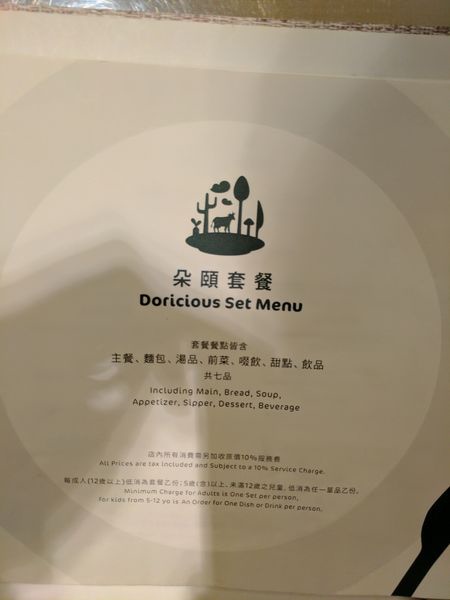 朵頤套餐
Doricious Set Menu
套餐餐點皆含
主餐、麵包、湯品、前菜、啜飲、甜點、飲品
共七品
Including Main, Bread, Soup,
Appetizer, Sipper, Dessert, Beverage
店內所有消費需另加收原價10%服務費
All Prices are tax Included and Subject to a 10% Service Charge.
每成人(12歲以上)低消為套餐乙份；5歲(含)以上、未滿12歲之兒童，低消為任一單品乙份。
Minimum Charge for Adults is One Set per person,
For kids from 5-12 yo is An Order for One Dish or Drink per person.